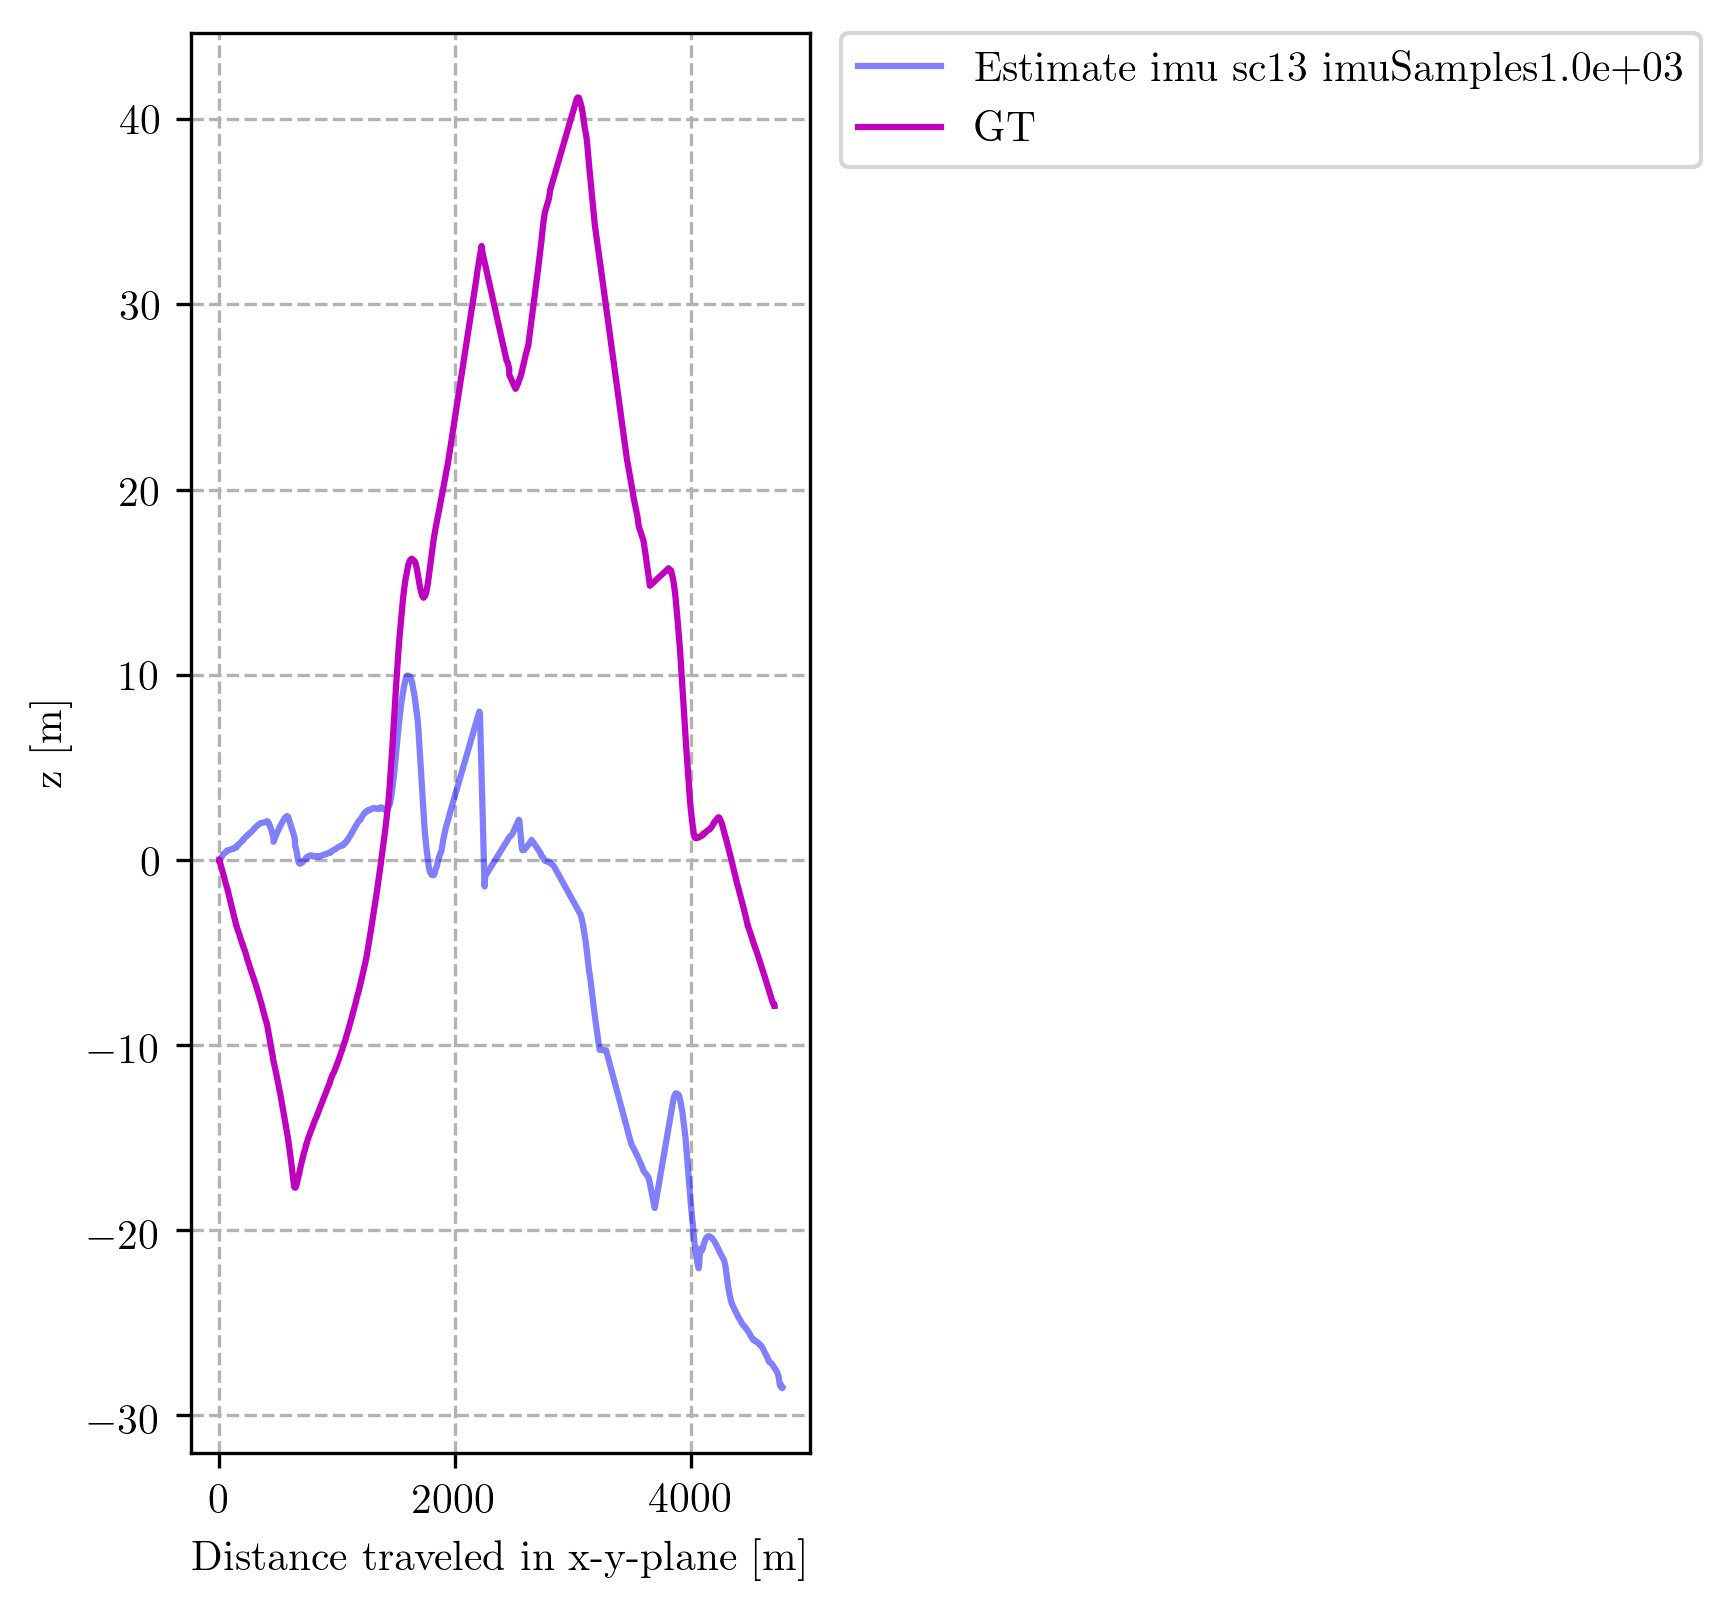 Estimate imu sc13 imuSamples1.0e+03
GT
40
30
20
10
0
−10
−20
−30
z [m]
0 2000 4000
Distance traveled in x-y-plane [m]